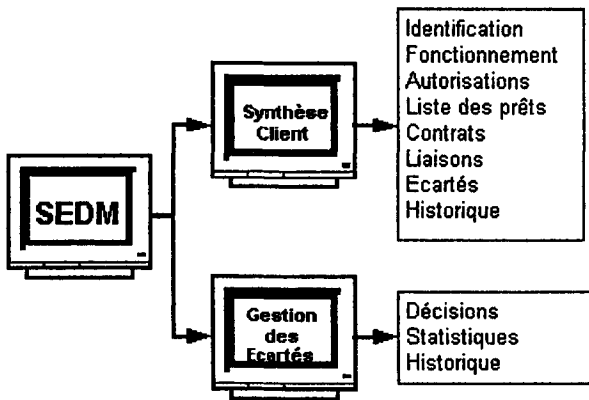 SEDM
Synthèse
Client
Identification
Fonctionnement
Autorisations
Liste des prêts
Contrats
Liaisons
Ecartés
Historique
Gestion
des
Ecartés
Décisions
Statistiques
Historique